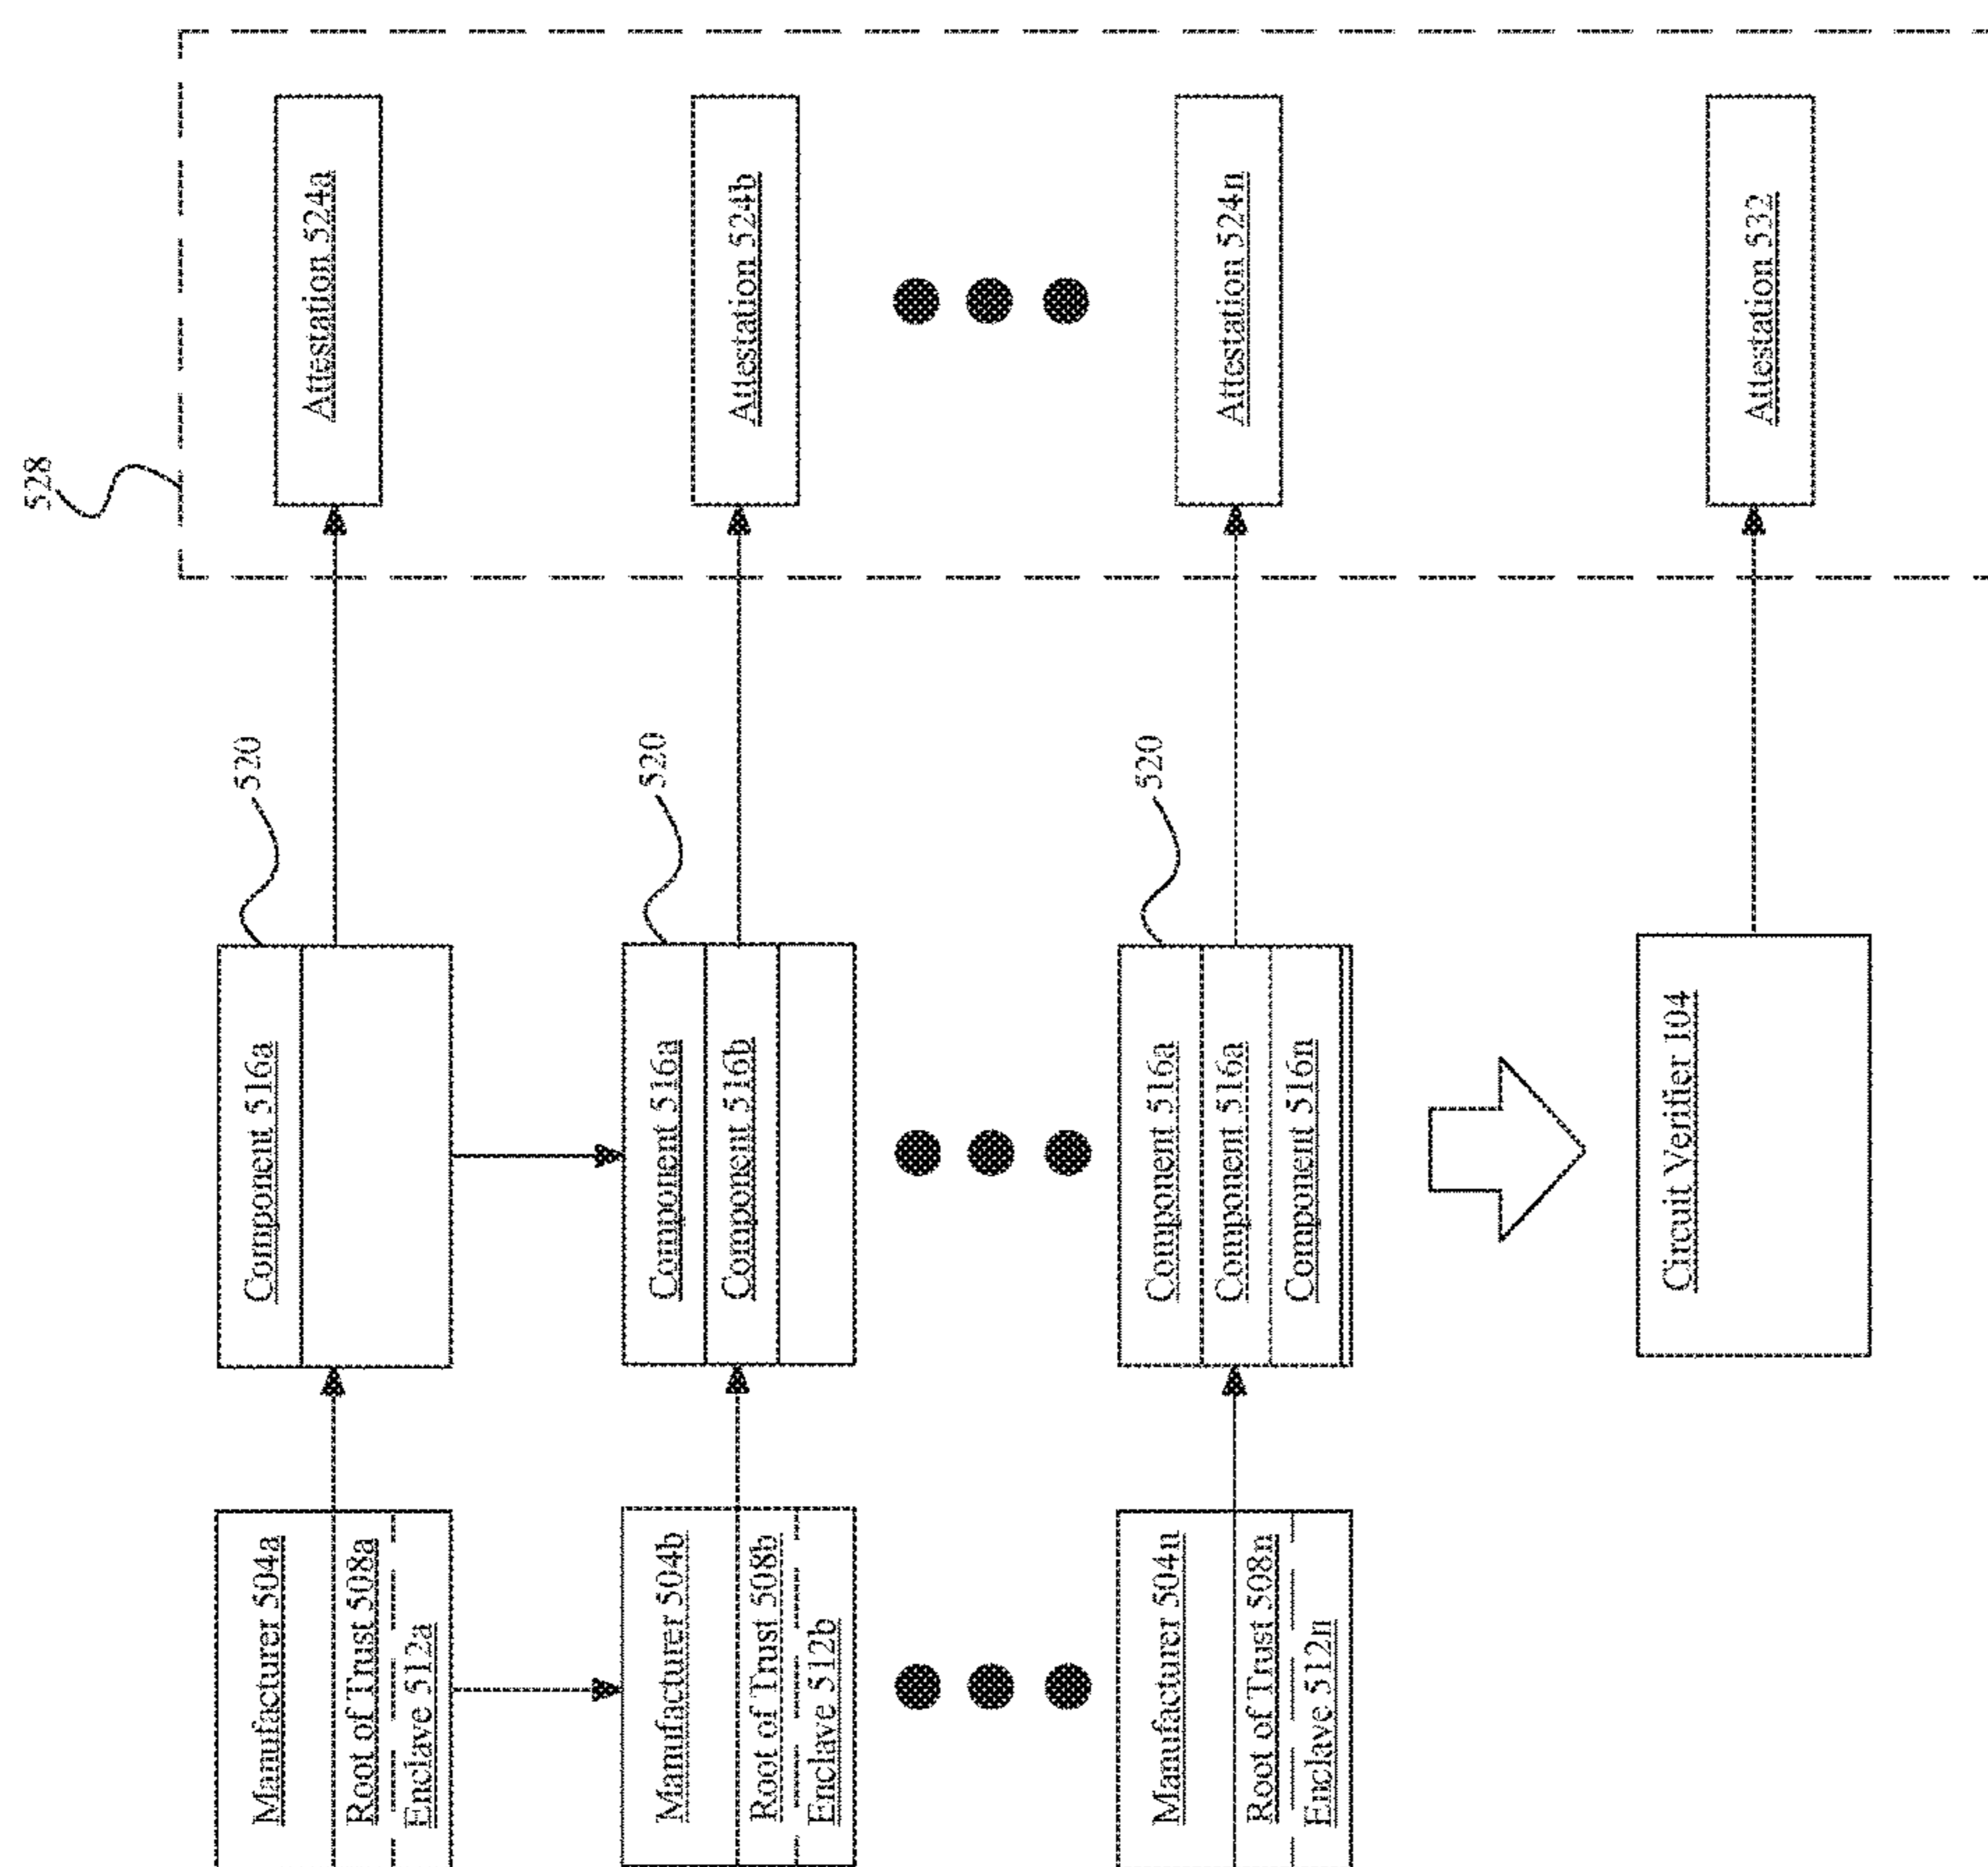 Manufacturer 504a
Root of Trust 508a
Enclave 512a
Component 516a
520
Attestation 524a
528
Manufacturer 504b
Root of Trust 508b
Enclave 512b
Component 516a
Component 516b
520
Attestation 524b
Manufacturer 504n
Root of Trust 508n
Enclave 512n
Component 516a
Component 516a
Component 516n
520
Attestation 524n
Circuit Verifier 104
Attestation 532